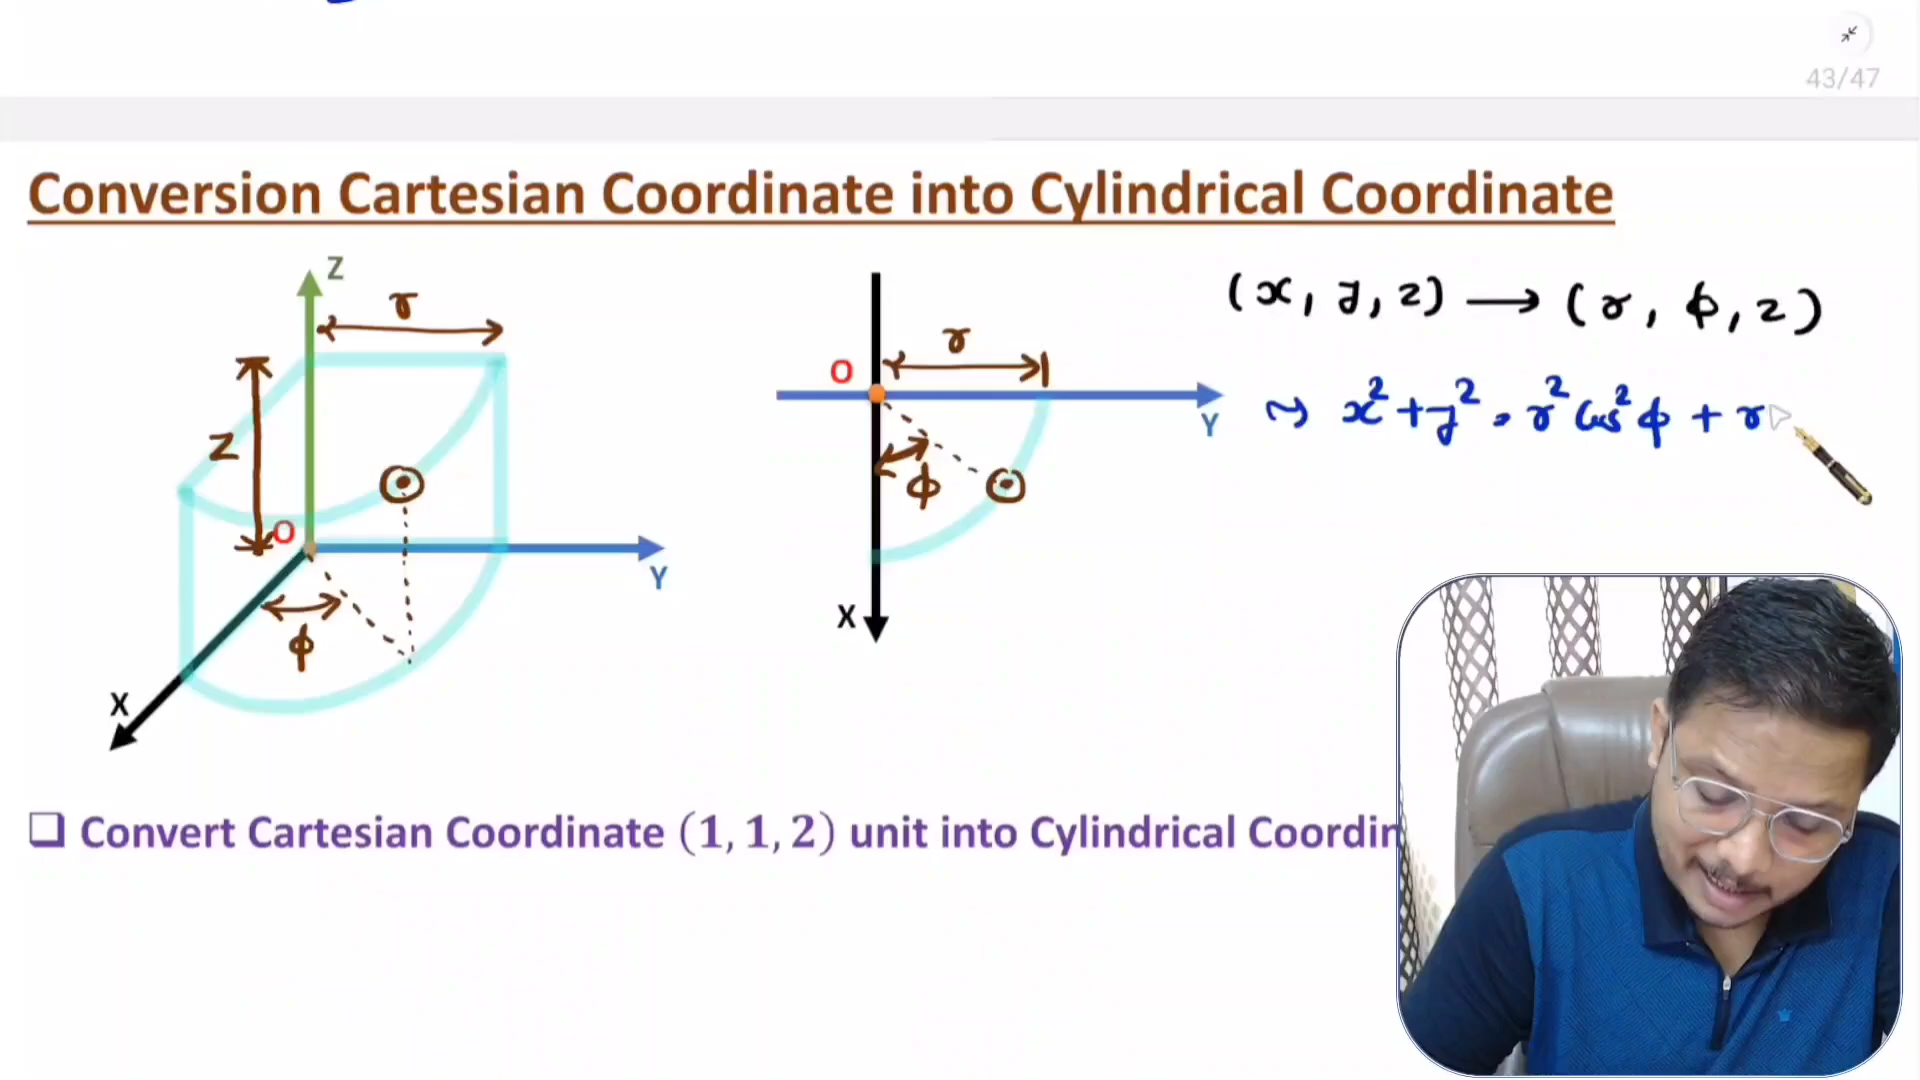 43/47
Conversion Cartesian Coordinate into Cylindrical Coordinate
Z
r
Z
O
Y
ϕ
X
r
O
Y
ϕ
X
(x, y, z) → (r, ϕ, z)
⇝ x² + y² = r² Cos² ϕ + r
❑ Convert Cartesian Coordinate (1, 1, 2) unit into Cylindrical Coordin